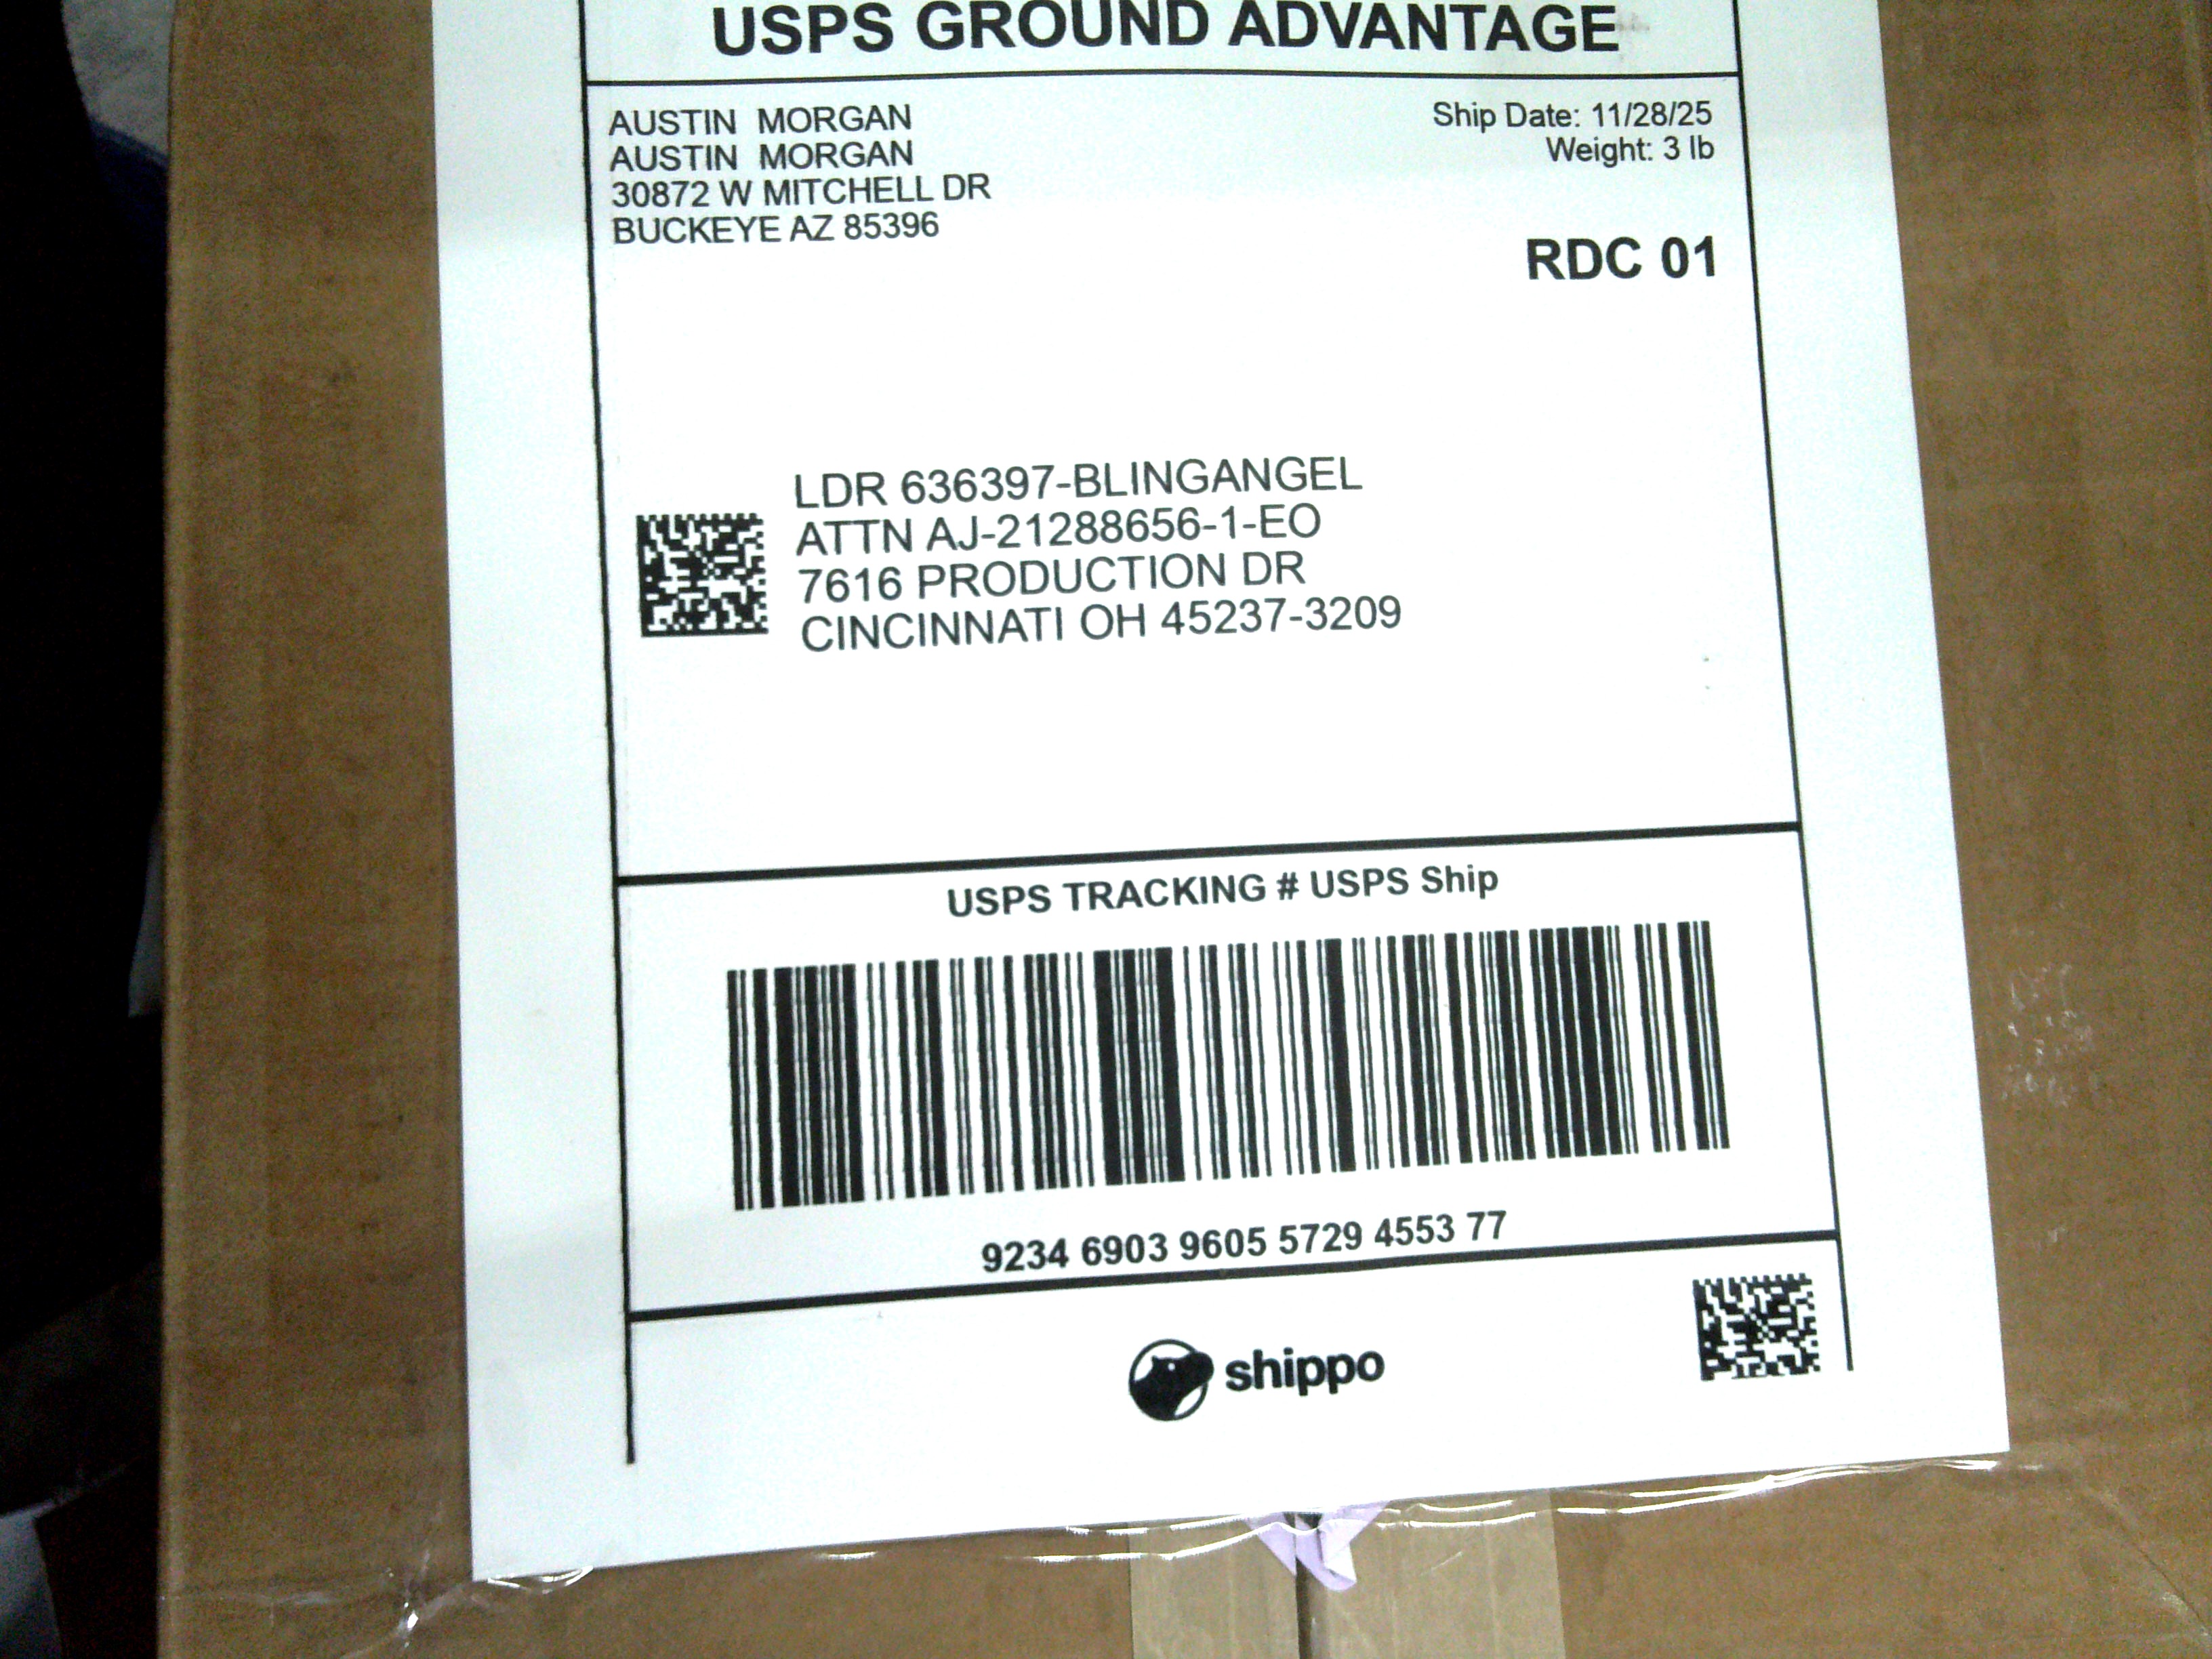 USPS GROUND ADVANTAGE
AUSTIN MORGAN
AUSTIN MORGAN
30872 W MITCHELL DR
BUCKEYE AZ 85396
Ship Date: 11/28/25
Weight: 3 lb
RDC 01
LDR 636397-BLINGANGEL
ATTN AJ-21288656-1-EO
7616 PRODUCTION DR
CINCINNATI OH 45237-3209
USPS TRACKING # USPS Ship
9234 6903 9605 5729 4553 77
shippo